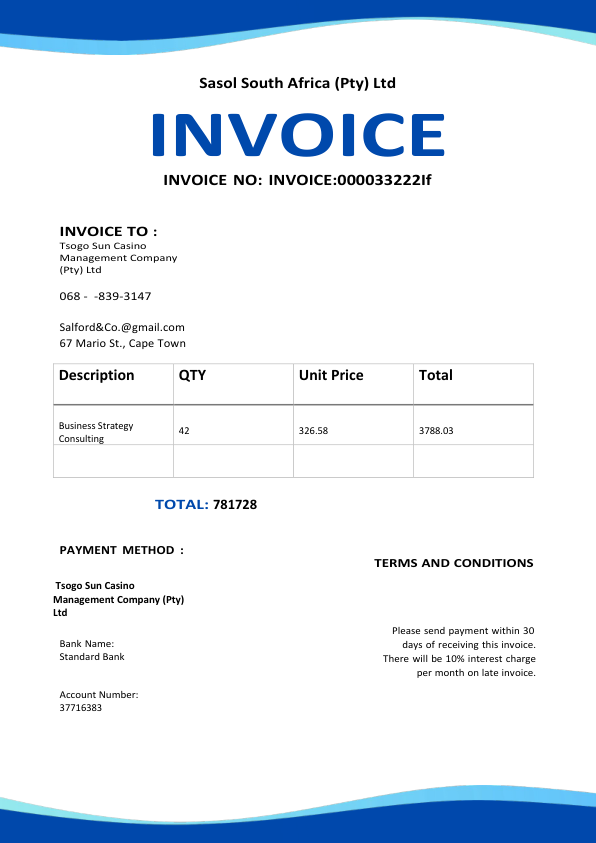 Sasol South Africa (Pty) Ltd
INVOICE
INVOICE NO: INVOICE:000033222If
INVOICE TO :
Tsogo Sun Casino
Management Company
(Pty) Ltd
068 -  -839-3147
Salford&Co.@gmail.com
67 Mario St., Cape Town
Description QTY Unit Price Total
Business Strategy
Consulting 42 326.58 3788.03
TOTAL: 781728
PAYMENT METHOD :
Tsogo Sun Casino
Management Company (Pty)
Ltd
Bank Name:
Standard Bank
Account Number:
37716383
TERMS AND CONDITIONS
Please send payment within 30
days of receiving this invoice.
There will be 10% interest charge
per month on late invoice.